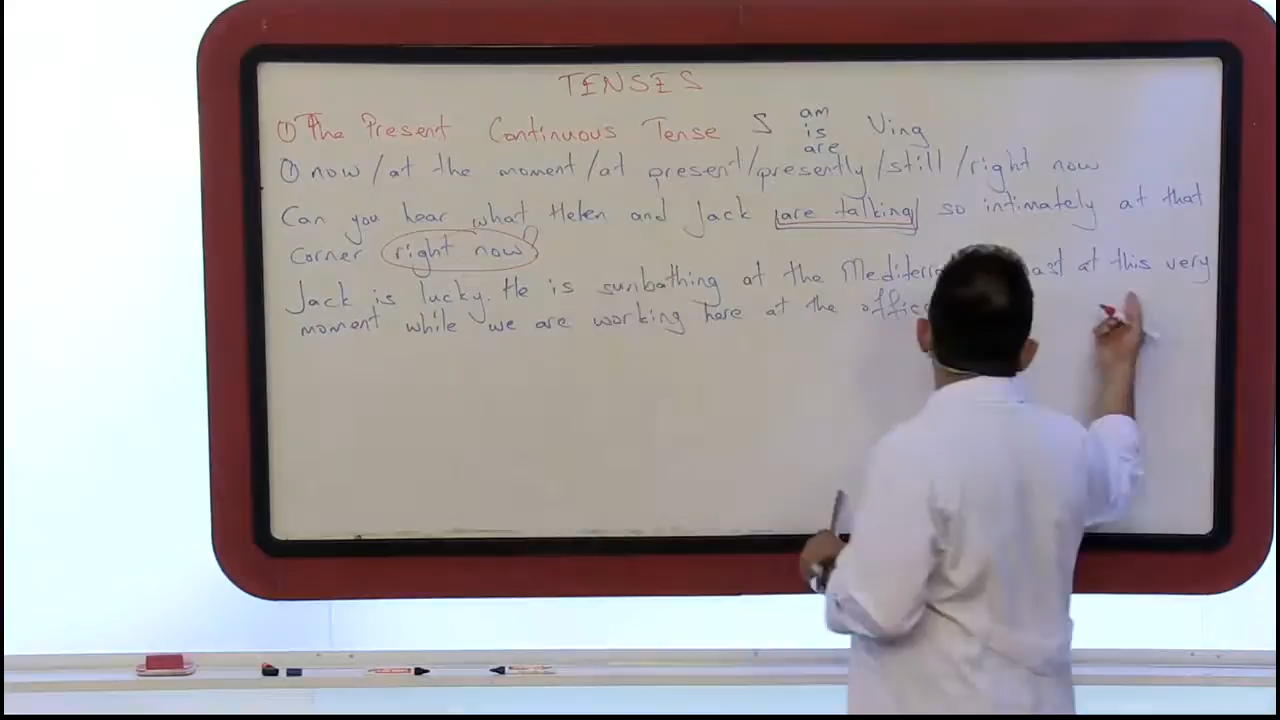 TENSES
① The Present Continuous Tense S am is are Ving
① now / at the moment / at present / presently / still / right now
Can you hear what Helen and Jack are talking so intimately at that
corner right now?
Jack is lucky. He is sunbathing at the at this very
moment while we are working here at the